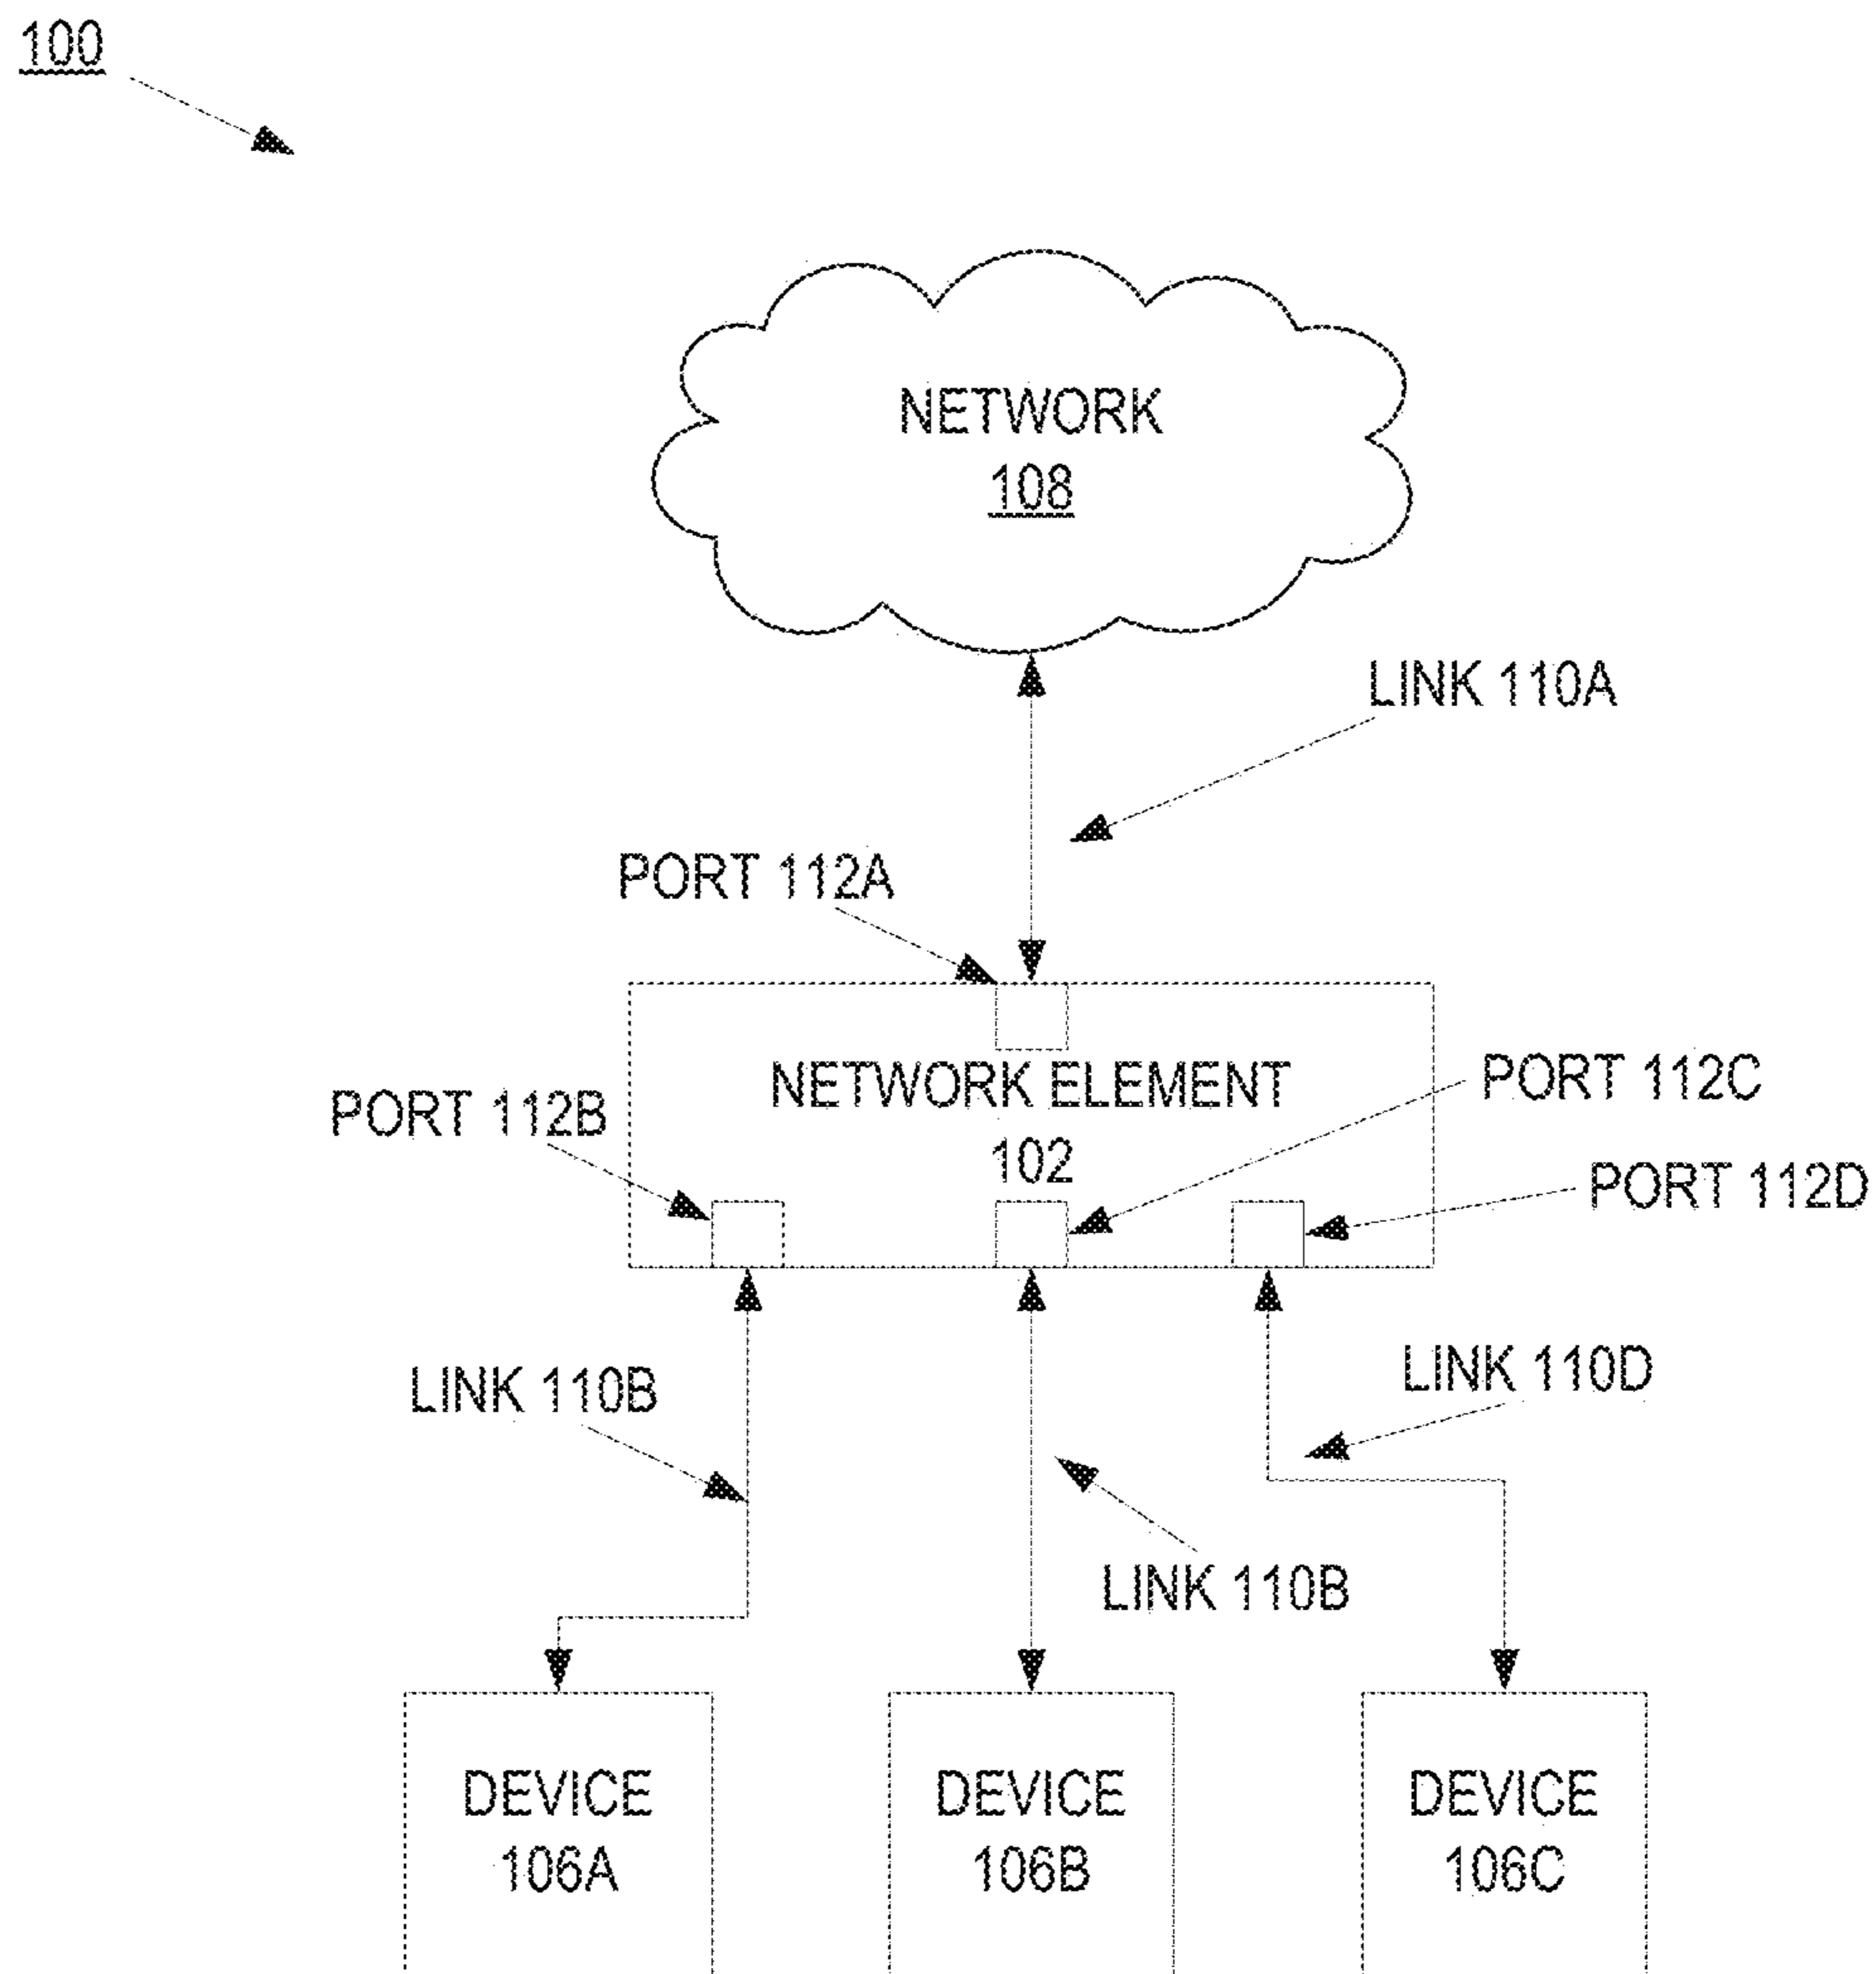 100
NETWORK
108
LINK 110A
PORT 112A
NETWORK ELEMENT
102
PORT 112C
PORT 112B
PORT 112D
LINK 110B
LINK 110D
LINK 110B
DEVICE
106A
DEVICE
106B
DEVICE
106C